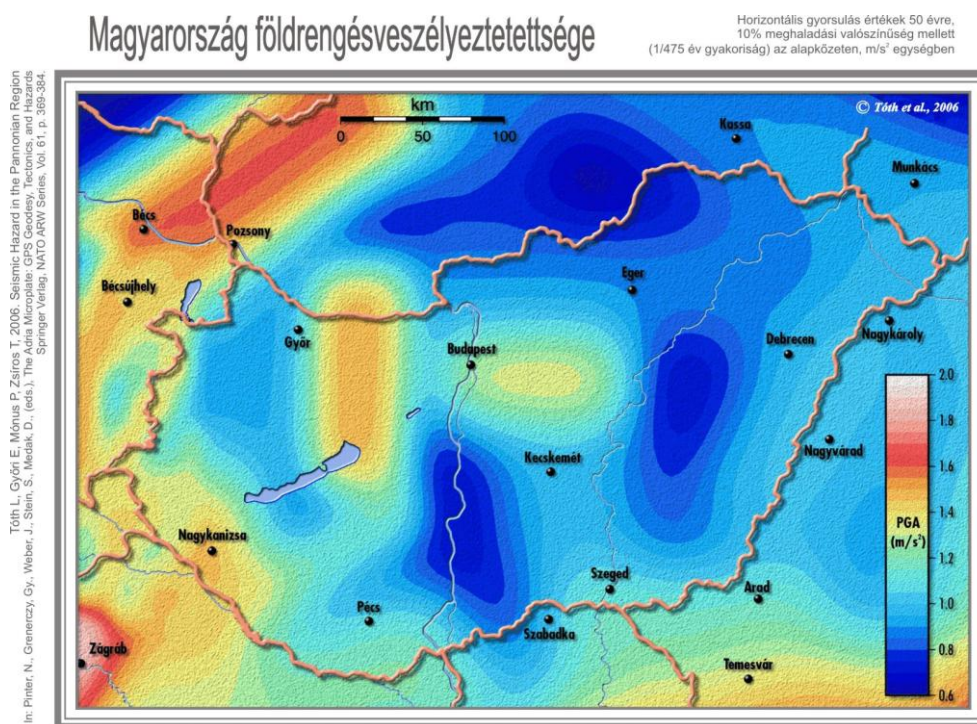 Magyarország földrengésveszélyeztetettsége
Horizontális gyorsulás értékek 50 évre,
10% meghaladási valószínűség mellett
(1/475 év gyakoriság) az alapkőzeten, m/s² egységben
Tóth L., Győri E, Mónus P, Zsíros T, 2006. Seismic Hazard in the Pannonian Region
In: Pinter, N., Grenerczy, Gy., Weber, J., Stein, S., Medak, D., (eds.), The Adria Microplate: GPS Geodesy, Tectonics, and Hazards
Springer Verlag, NATO ARW Series, Vol. 61, p. 369-384.
km
0 50 100
© Tóth et al., 2006
Kassa
Munkács
Bécs
Pozsony
Eger
Bécsújhely
Győr
Nagykároly
Budapest
Debrecen
Nagyvárad
Kecskemét
Nagykanizsa
Szeged
Arad
Pécs
Szabadka
Zágráb
Temesvár
2.0
1.8
1.6
1.4
PGA
(m/s²)
1.2
1.0
0.8
0.6